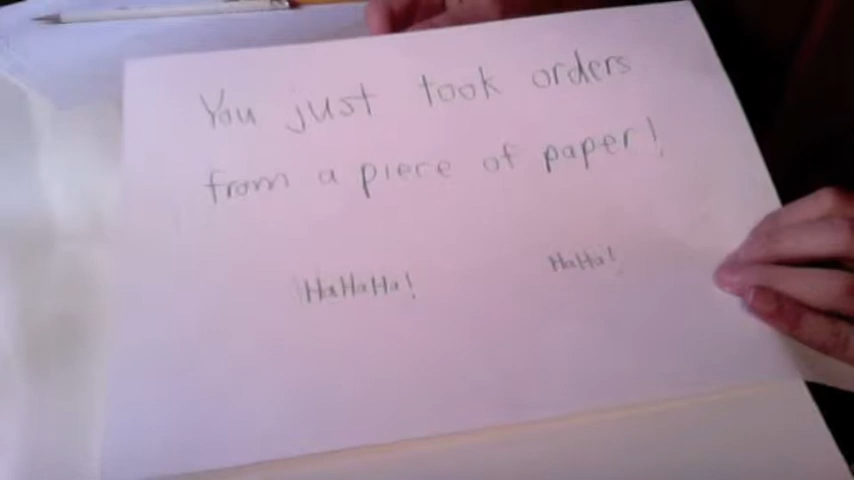 You just took orders
from a piece of paper!
HaHaHa! HaHa!